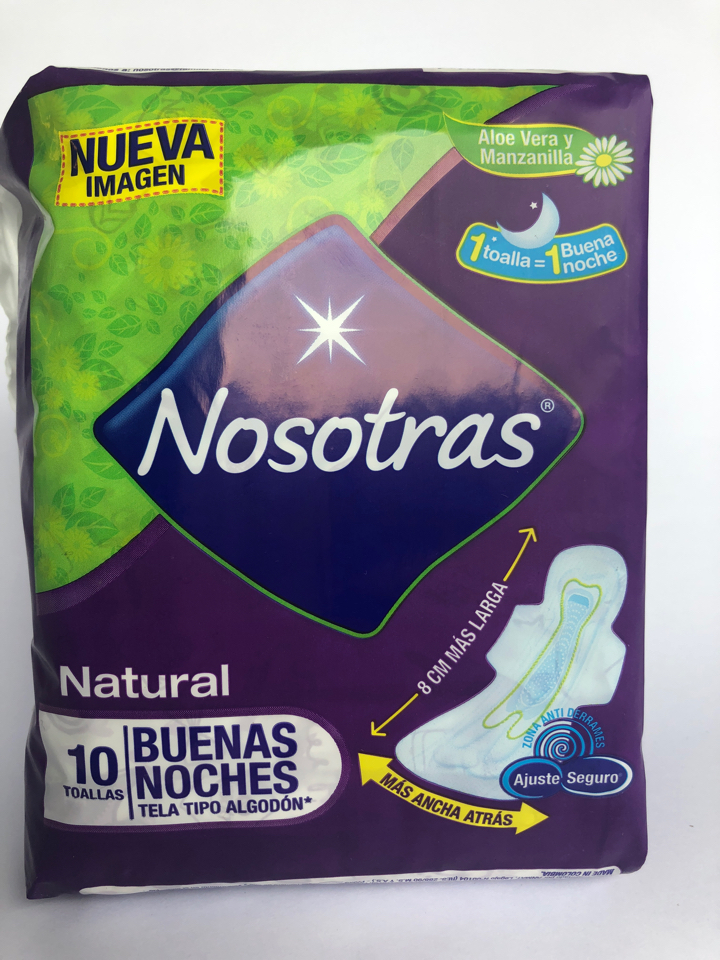 NUEVA
IMAGEN
Aloe Vera y
Manzanilla
1 toalla = 1 Buena
noche
Nosotras®
8 CM MÁS LARGA
Natural
10
TOALLAS
BUENAS
NOCHES
TELA TIPO ALGODÓN*
ZONA ANTI DERRAMES
Ajuste Seguro
MÁS ANCHA ATRÁS
MADE IN COLOMBIA